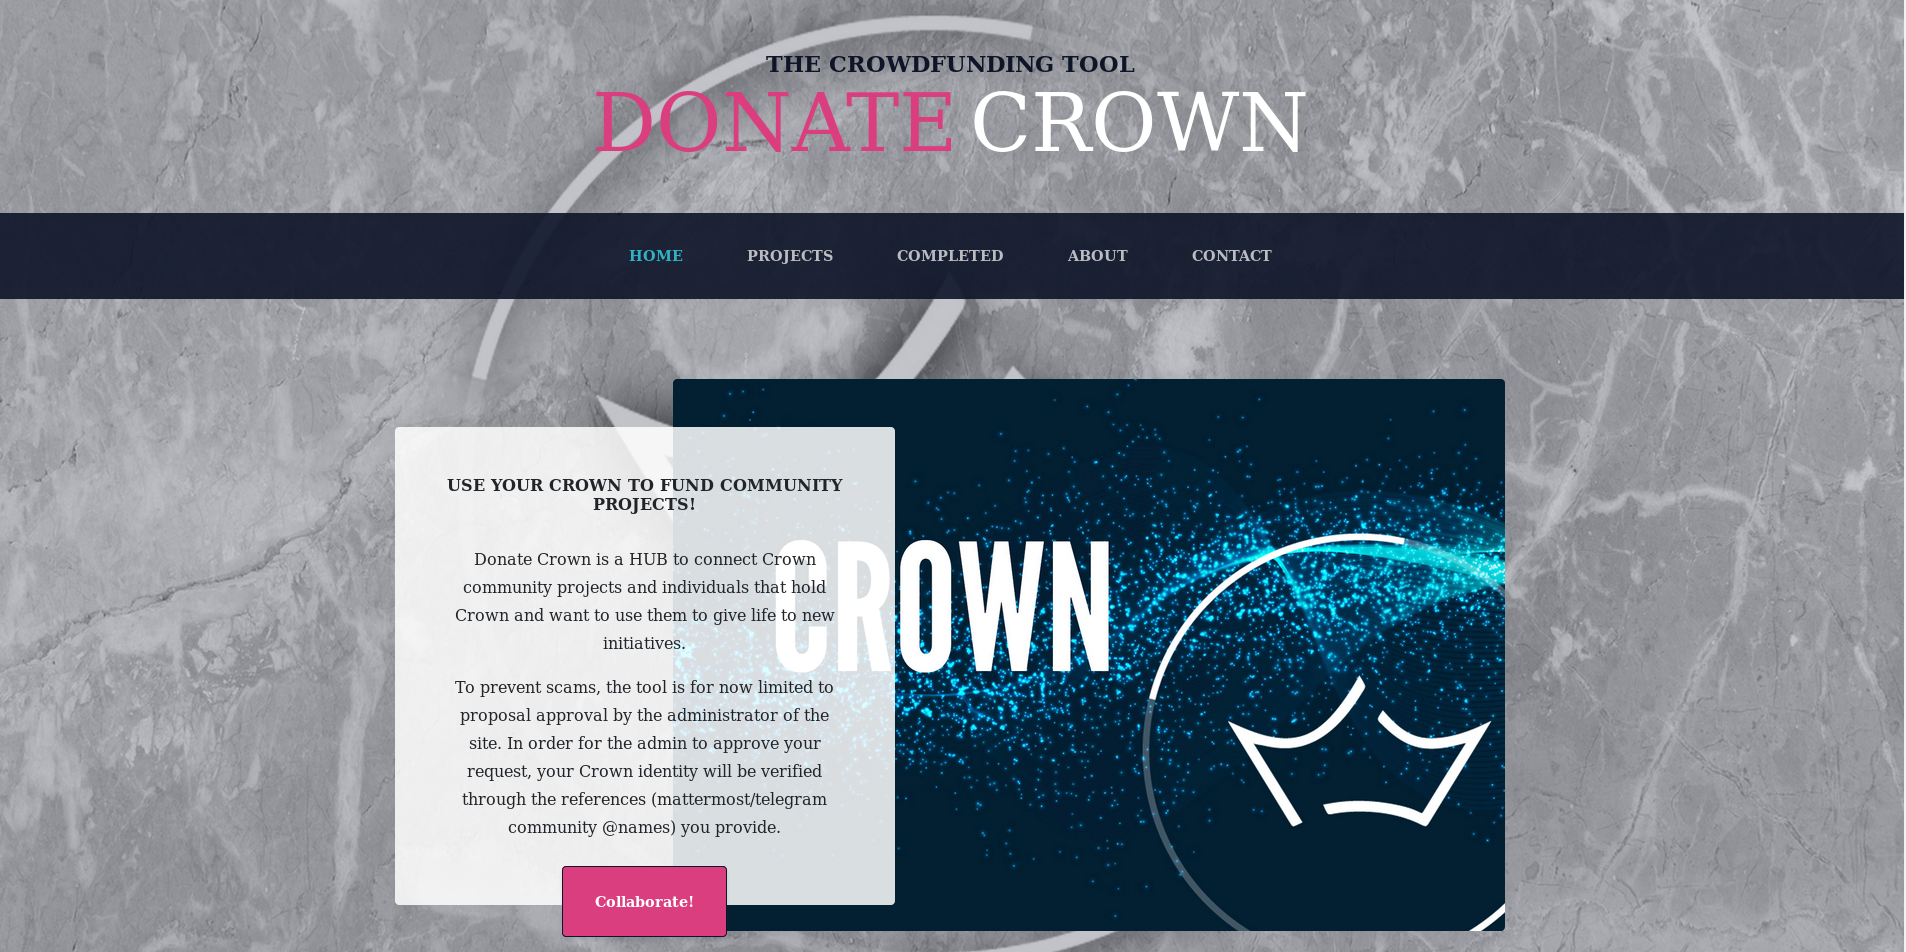 THE CROWDFUNDING TOOL
DONATE CROWN
HOME PROJECTS COMPLETED ABOUT CONTACT
USE YOUR CROWN TO FUND COMMUNITY
PROJECTS!
Donate Crown is a HUB to connect Crown
community projects and individuals that hold
Crown and want to use them to give life to new
initiatives.
To prevent scams, the tool is for now limited to
proposal approval by the administrator of the
site. In order for the admin to approve your
request, your Crown identity will be verified
through the references (mattermost/telegram
community @names) you provide.
Collaborate!
CROWN